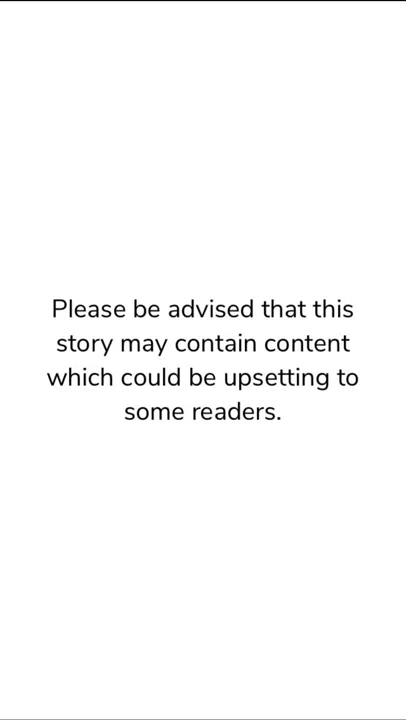 Please be advised that this
story may contain content
which could be upsetting to
some readers.